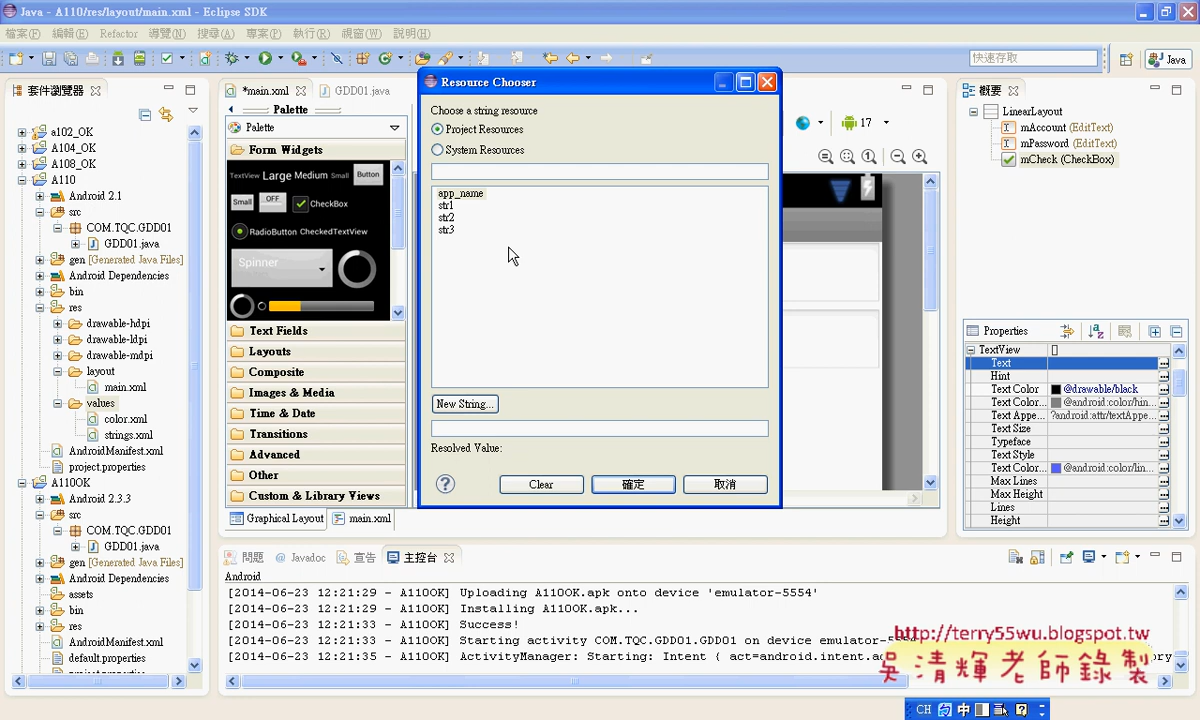 Java - A110/res/layout/main.xml - Eclipse SDK
檔案(F) 編輯(E) Refactor 導覽(N) 搜尋(A) 專案(P) 執行(R) 視窗(W) 說明(H)
快速存取
Java
套件瀏覽器
a102_OK
A104_OK
A108_OK
A110
Android 2.1
src
COM.TQC.GDD01
GDD01.java
gen [Generated Java Files]
Android Dependencies
bin
res
drawable-hdpi
drawable-ldpi
drawable-mdpi
layout
main.xml
values
color.xml
strings.xml
AndroidManifest.xml
project.properties
A110OK
Android 2.3.3
src
COM.TQC.GDD01
GDD01.java
gen [Generated Java Files]
Android Dependencies
assets
bin
res
AndroidManifest.xml
default.properties
*main.xml
GDD01.java
Palette
Palette
Form Widgets
TextView Large Medium Small Button
Small OFF CheckBox
RadioButton CheckedTextView
Spinner
Text Fields
Layouts
Composite
Images & Media
Time & Date
Transitions
Advanced
Other
Custom & Library Views
Graphical Layout
main.xml
Resource Chooser
Choose a string resource
Project Resources
System Resources
app_name
str1
str2
str3
New String...
Resolved Value:
Clear
確定
取消
17
概要
LinearLayout
mAccount (EditText)
mPassword (EditText)
mCheck (CheckBox)
Properties
TextView []
Text
Hint
Text Color @drawable/black
Text Color... @android:color/hin...
Text Appe... ?android:attr/textAppe...
Text Size
Typeface
Text Style
Text Color... @android:color/lin...
Max Lines
Max Height
Lines
Height
問題
@ Javadoc
宣告
主控台
Android
[2014-06-23 12:21:29 - A110OK] Uploading A110OK.apk onto device 'emulator-5554'
[2014-06-23 12:21:29 - A110OK] Installing A110OK.apk...
[2014-06-23 12:21:33 - A110OK] Success!
[2014-06-23 12:21:33 - A110OK] Starting activity COM.TQC.GDD01.GDD01 on device emulator-5554
[2014-06-23 12:21:35 - A110OK] ActivityManager: Starting: Intent { act=android.intent.ac
http://terry55wu.blogspot.tw
吳清輝老師錄製
CH
中